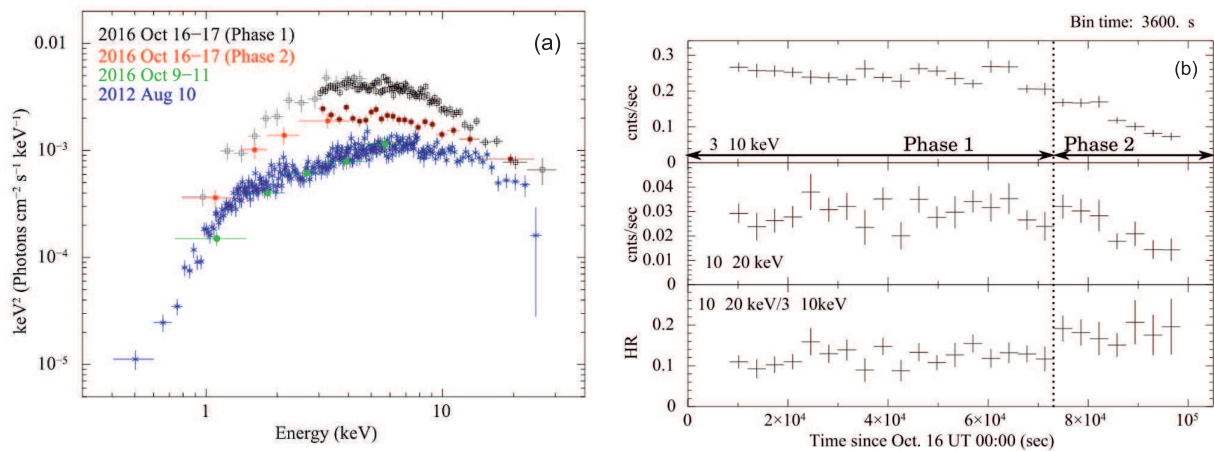 2016 Oct 16−17 (Phase 1)
2016 Oct 16−17 (Phase 2)
2016 Oct 9−11
2012 Aug 10
(a)
0.01
10⁻³
10⁻⁴
10⁻⁵
keV² (Photons cm⁻² s⁻¹ keV⁻¹)
1
10
Energy (keV)
Bin time: 3600. s
(b)
0.3
0.2
0.1
0
cnts/sec
3 10 keV
Phase 1
Phase 2
0.04
0.03
0.02
0.01
0
cnts/sec
10 20 keV
10 20 keV/3 10keV
0.2
0.1
0
HR
0
2×10⁴
4×10⁴
6×10⁴
8×10⁴
10⁵
Time since Oct. 16 UT 00:00 (sec)